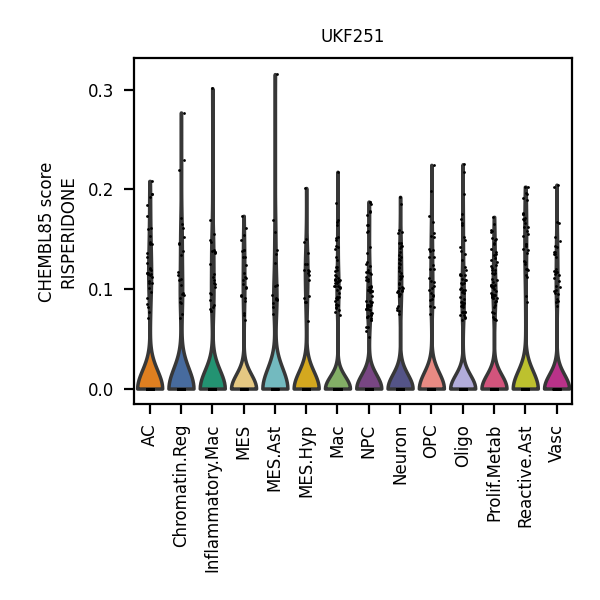 UKF251
CHEMBL85 score
RISPERIDONE
0.3
0.2
0.1
0.0
AC
Chromatin.Reg
Inflammatory.Mac
MES
MES.Ast
MES.Hyp
Mac
NPC
Neuron
OPC
Oligo
Prolif.Metab
Reactive.Ast
Vasc